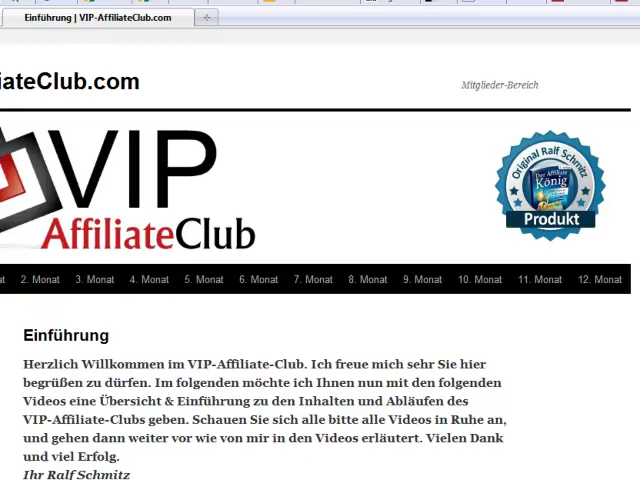 Einführung | VIP-AffiliateClub.com
iateClub.com
Mitglieder-Bereich
VIP
AffiliateClub
Original Ralf Schmitz
Der Affiliate
König
Produkt
at 2. Monat 3. Monat 4. Monat 5. Monat 6. Monat 7. Monat 8. Monat 9. Monat 10. Monat 11. Monat 12. Monat
Einführung
Herzlich Willkommen im VIP-Affiliate-Club. Ich freue mich sehr Sie hier
begrüßen zu dürfen. Im folgenden möchte ich Ihnen nun mit den folgenden
Videos eine Übersicht & Einführung zu den Inhalten und Abläufen des
VIP-Affiliate-Clubs geben. Schauen Sie sich alle bitte alle Videos in Ruhe an,
und gehen dann weiter vor wie von mir in den Videos erläutert. Vielen Dank
und viel Erfolg.
Ihr Ralf Schmitz